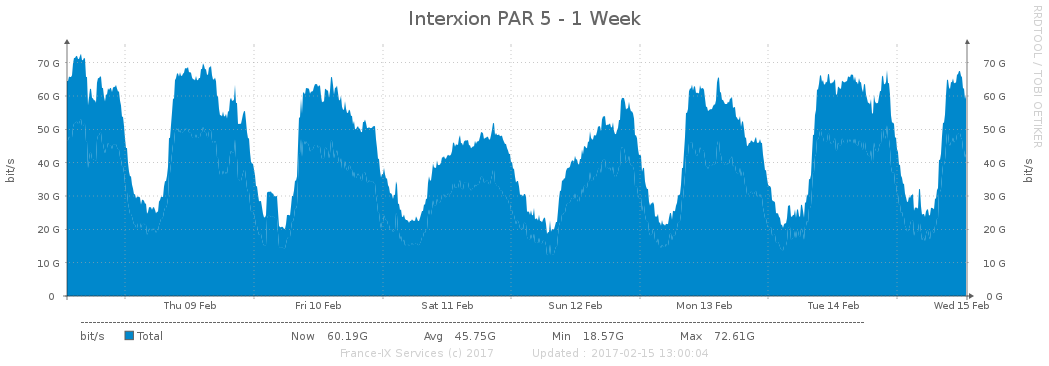 Interxion PAR 5 - 1 Week
RRDTOOL / TOBI OETIKER
70 G 70 G
60 G 60 G
50 G 50 G
40 G 40 G
30 G 30 G
20 G 20 G
10 G 10 G
0 0 G
bit/s
bit/s
Thu 09 Feb Fri 10 Feb Sat 11 Feb Sun 12 Feb Mon 13 Feb Tue 14 Feb Wed 15 Feb
bit/s Total Now 60.19G Avg 45.75G Min 18.57G Max 72.61G
France-IX Services (c) 2017 Updated : 2017-02-15 13:00:04